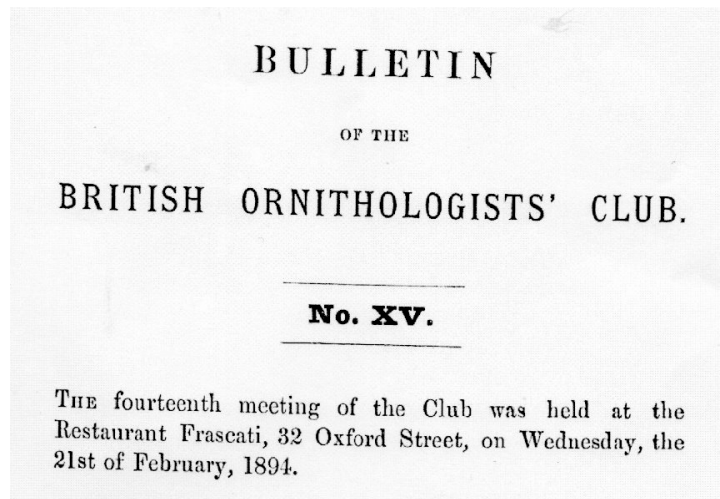 BULLETIN
OF THE
BRITISH ORNITHOLOGISTS' CLUB.
No. XV.
THE fourteenth meeting of the Club was held at the
Restaurant Frascati, 32 Oxford Street, on Wednesday, the
21st of February, 1894.